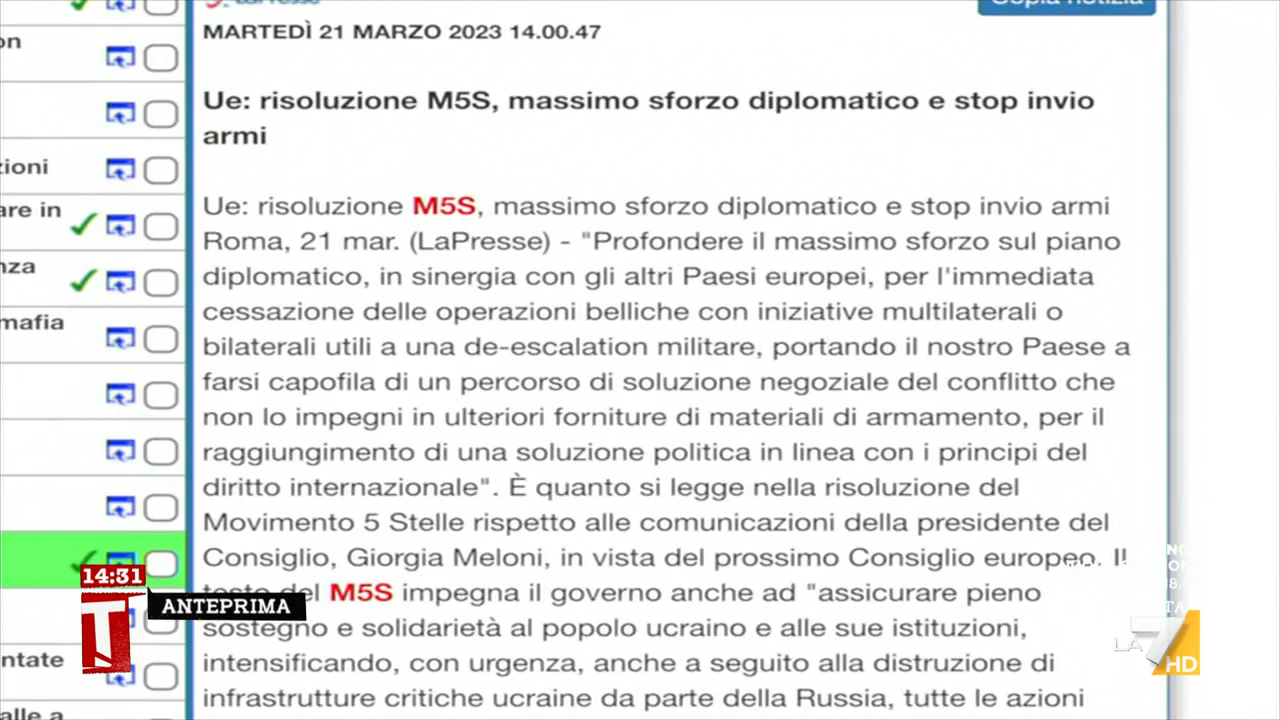 LaPresse
Copia notizia
MARTEDÌ 21 MARZO 2023 14.00.47
Ue: risoluzione M5S, massimo sforzo diplomatico e stop invio
armi
Ue: risoluzione M5S, massimo sforzo diplomatico e stop invio armi
Roma, 21 mar. (LaPresse) - "Profondere il massimo sforzo sul piano
diplomatico, in sinergia con gli altri Paesi europei, per l'immediata
cessazione delle operazioni belliche con iniziative multilaterali o
bilaterali utili a una de-escalation militare, portando il nostro Paese a
farsi capofila di un percorso di soluzione negoziale del conflitto che
non lo impegni in ulteriori forniture di materiali di armamento, per il
raggiungimento di una soluzione politica in linea con i principi del
diritto internazionale". È quanto si legge nella risoluzione del
Movimento 5 Stelle rispetto alle comunicazioni della presidente del
Consiglio, Giorgia Meloni, in vista del prossimo Consiglio europeo. Il
testo del M5S impegna il governo anche ad "assicurare pieno
sostegno e solidarietà al popolo ucraino e alle sue istituzioni,
intensificando, con urgenza, anche a seguito alla distruzione di
infrastrutture critiche ucraine da parte della Russia, tutte le azioni
on
zioni
are in
nza
mafia
ntate
alle a
14:31
T
ANTEPRIMA
LA7
HD